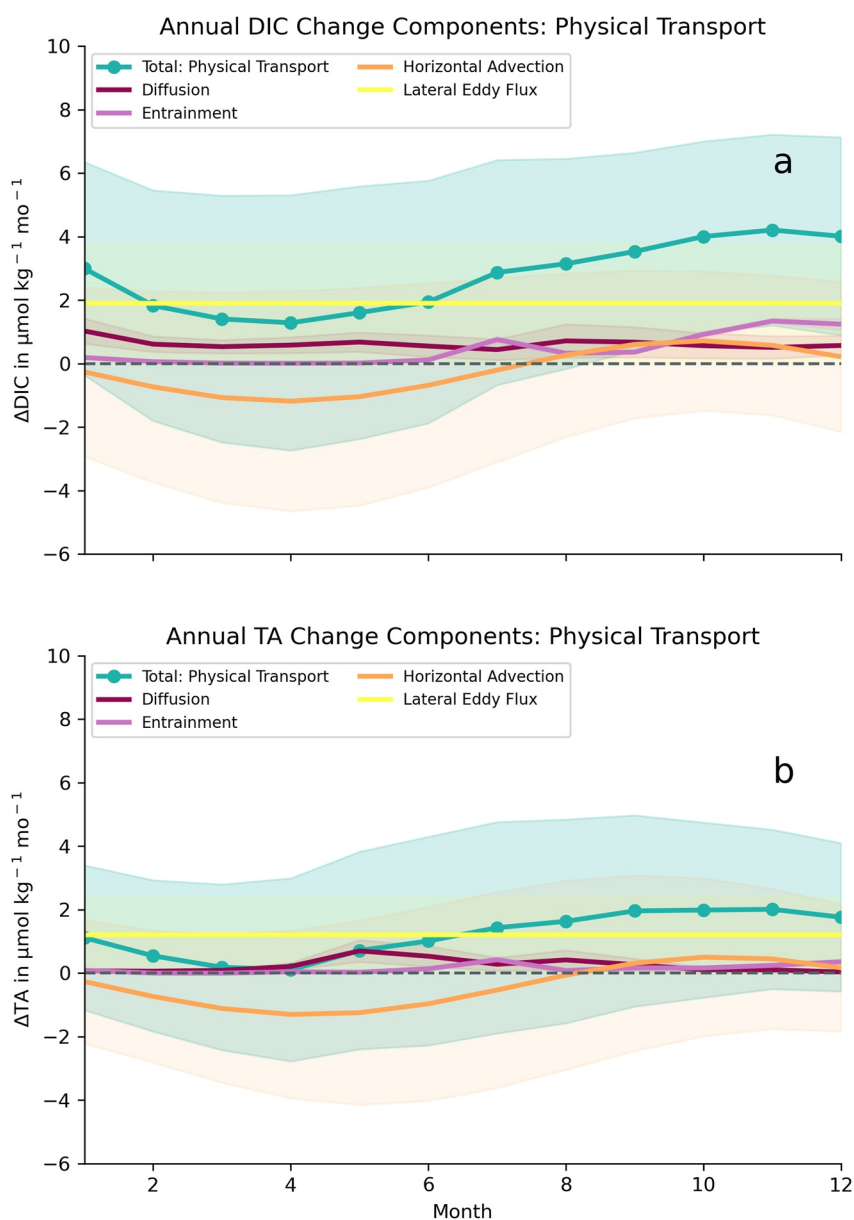 Annual DIC Change Components: Physical Transport
10
8
6
4
2
0
−2
−4
−6
ΔDIC in μmol kg⁻¹ mo⁻¹
Total: Physical Transport
Diffusion
Entrainment
Horizontal Advection
Lateral Eddy Flux
a
Annual TA Change Components: Physical Transport
10
8
6
4
2
0
−2
−4
−6
ΔTA in μmol kg⁻¹ mo⁻¹
Total: Physical Transport
Diffusion
Entrainment
Horizontal Advection
Lateral Eddy Flux
b
2 4 6 8 10 12
Month